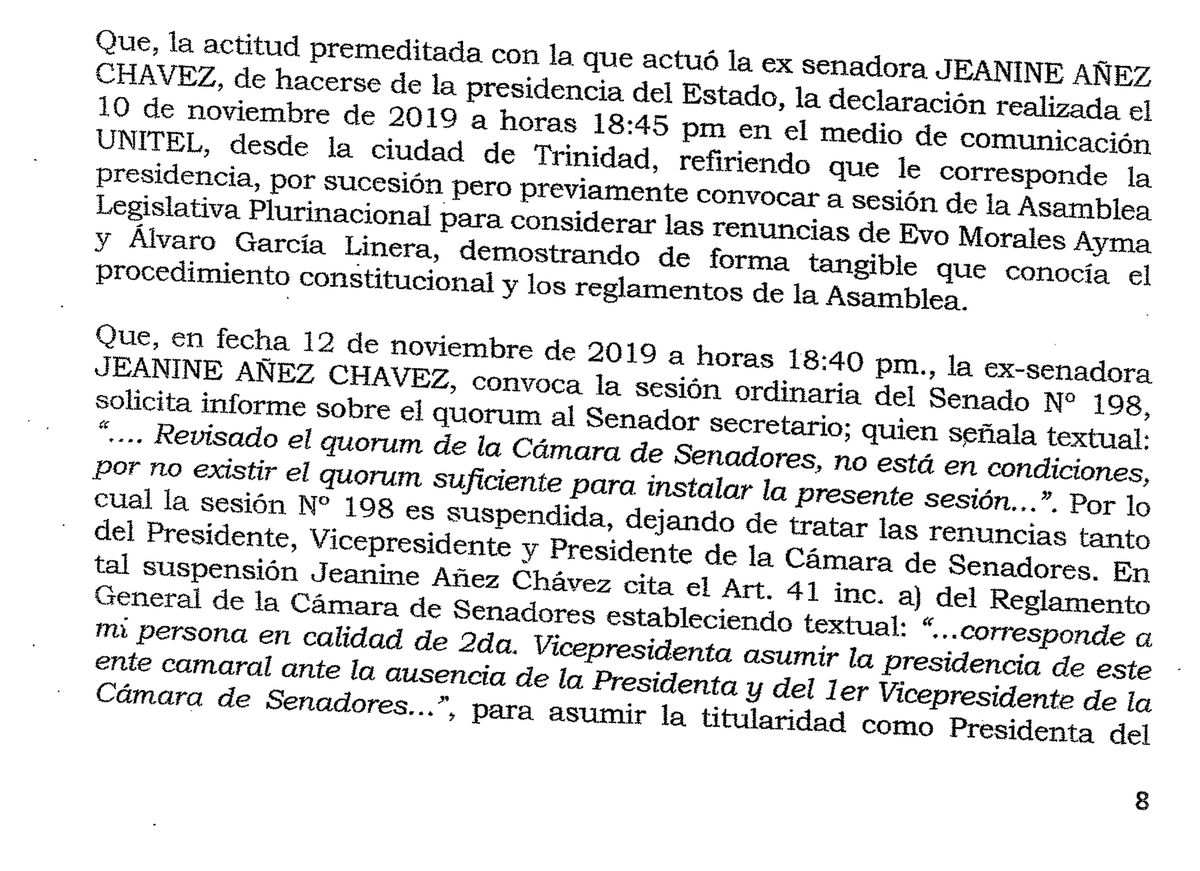 Que, la actitud premeditada con la que actuó la ex senadora JEANINE AÑEZ
CHAVEZ, de hacerse de la presidencia del Estado, la declaración realizada el
10 de noviembre de 2019 a horas 18:45 pm en el medio de comunicación
UNITEL, desde la ciudad de Trinidad, refiriendo que le corresponde la
presidencia, por sucesión pero previamente convocar a sesión de la Asamblea
Legislativa Plurinacional para considerar las renuncias de Evo Morales Ayma
y Álvaro García Linera, demostrando de forma tangible que conocía el
procedimiento constitucional y los reglamentos de la Asamblea.
Que, en fecha 12 de noviembre de 2019 a horas 18:40 pm., la ex-senadora
JEANINE AÑEZ CHAVEZ, convoca la sesión ordinaria del Senado Nº 198,
solicita informe sobre el quorum al Senador secretario; quien señala textual:
“.... Revisado el quorum de la Cámara de Senadores, no está en condiciones,
por no existir el quorum suficiente para instalar la presente sesión...”. Por lo
cual la sesión Nº 198 es suspendida, dejando de tratar las renuncias tanto
del Presidente, Vicepresidente y Presidente de la Cámara de Senadores. En
tal suspensión Jeanine Añez Chávez cita el Art. 41 inc. a) del Reglamento
General de la Cámara de Senadores estableciendo textual: “...corresponde a
mi persona en calidad de 2da. Vicepresidenta asumir la presidencia de este
ente camaral ante la ausencia de la Presidenta y del 1er Vicepresidente de la
Cámara de Senadores...”, para asumir la titularidad como Presidenta del
8